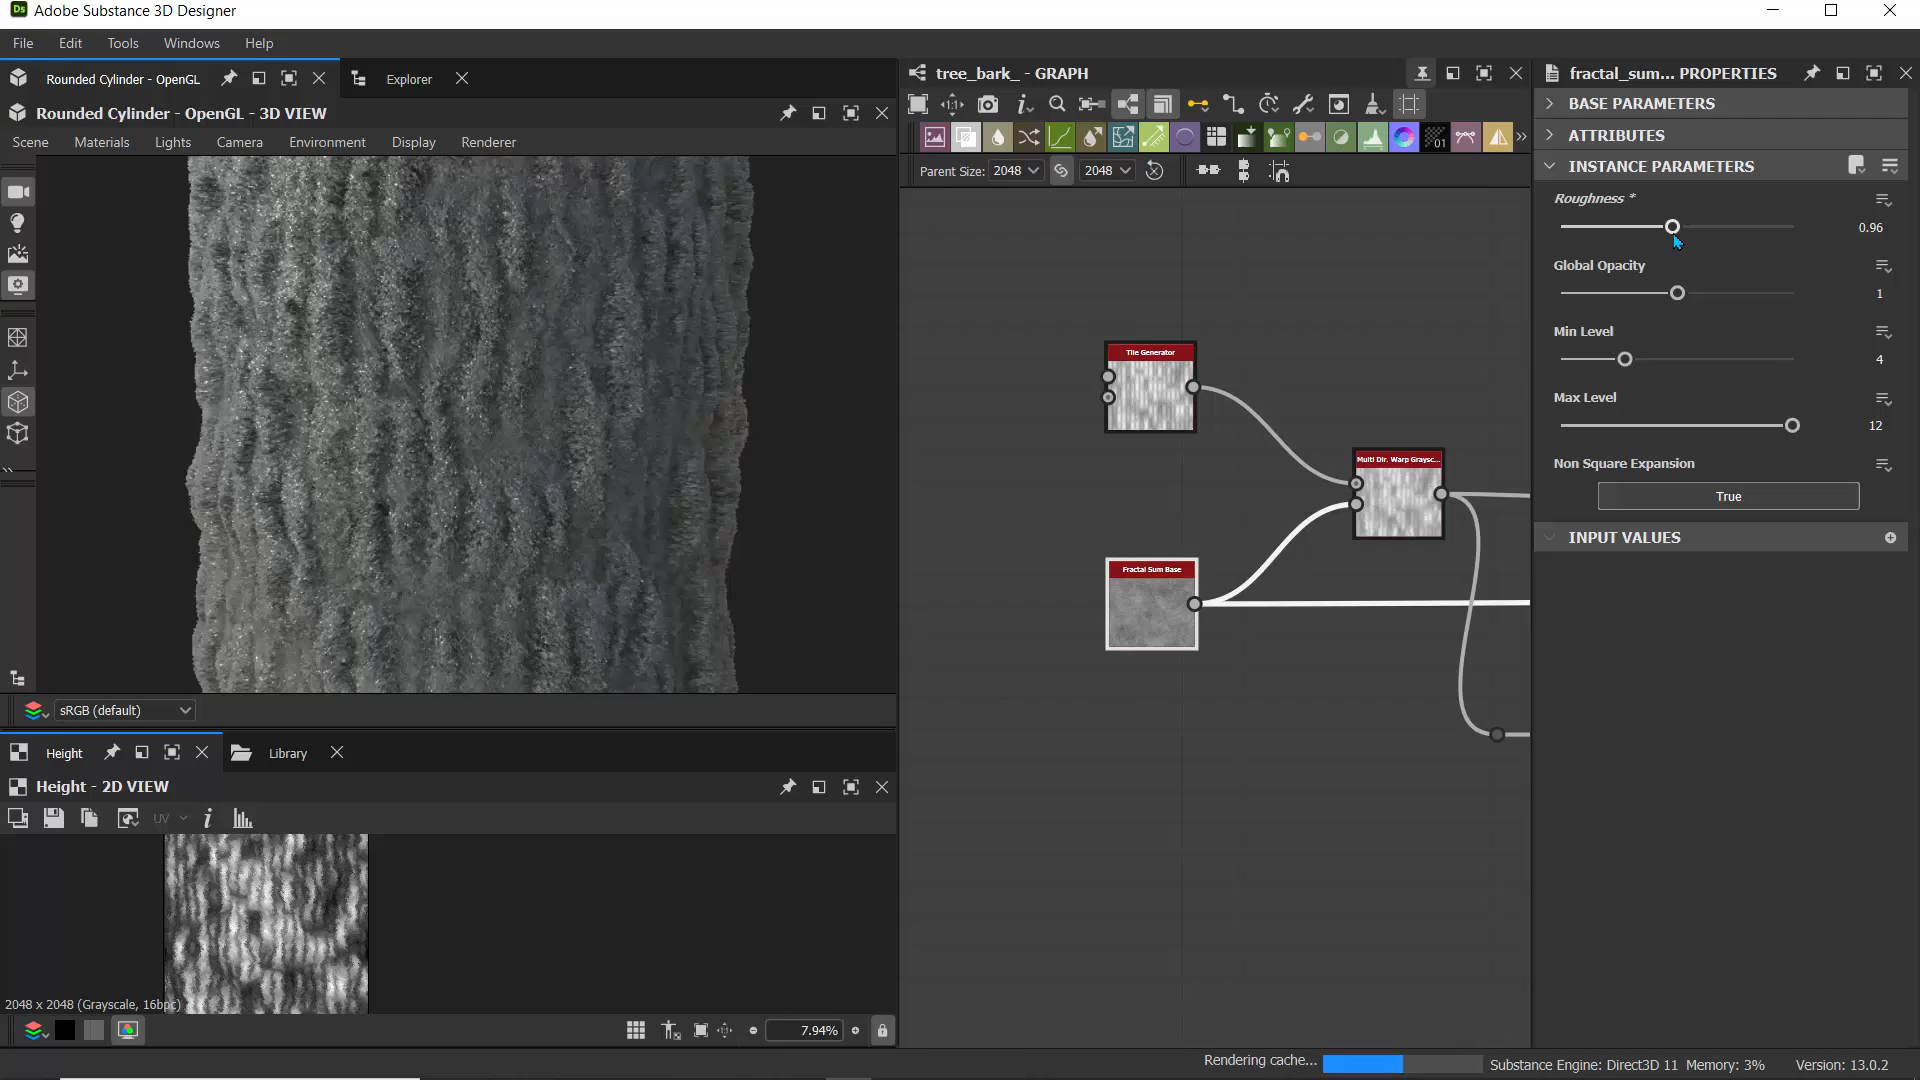 Ds Adobe Substance 3D Designer
File Edit Tools Windows Help
Rounded Cylinder - OpenGL
Explorer
Rounded Cylinder - OpenGL - 3D VIEW
Scene Materials Lights Camera Environment Display Renderer
sRGB (default)
Height
Library
Height - 2D VIEW
UV
2048 x 2048 (Grayscale, 16bpc)
7.94%
tree_bark_ - GRAPH
1:1
01
Parent Size: 2048 2048
Tile Generator
Multi Dir. Warp Graysc...
Fractal Sum Base
fractal_sum... PROPERTIES
BASE PARAMETERS
ATTRIBUTES
INSTANCE PARAMETERS
Roughness *
0.96
Global Opacity
1
Min Level
4
Max Level
12
Non Square Expansion
True
INPUT VALUES
Rendering cache... Substance Engine: Direct3D 11 Memory: 3% Version: 13.0.2